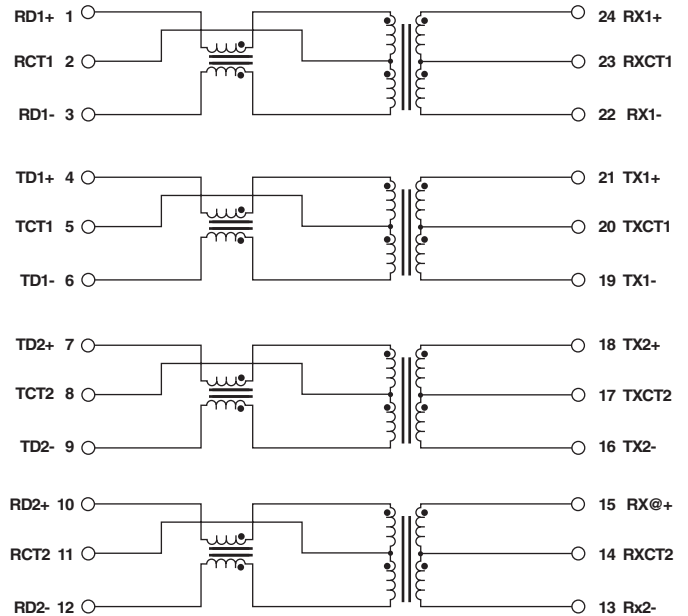 RD1+ 1 24 RX1+
RCT1 2 23 RXCT1
RD1- 3 22 RX1-
TD1+ 4 21 TX1+
TCT1 5 20 TXCT1
TD1- 6 19 TX1-
TD2+ 7 18 TX2+
TCT2 8 17 TXCT2
TD2- 9 16 TX2-
RD2+ 10 15 RX@+
RCT2 11 14 RXCT2
RD2- 12 13 Rx2-